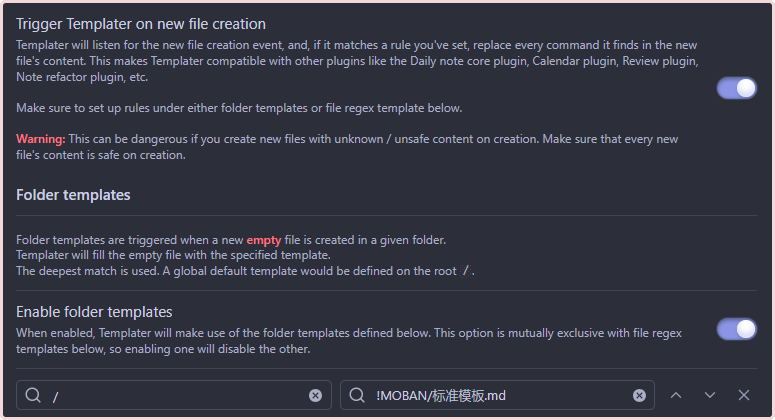 Trigger Templater on new file creation
Templater will listen for the new file creation event, and, if it matches a rule you've set, replace every command it finds in the new
file's content. This makes Templater compatible with other plugins like the Daily note core plugin, Calendar plugin, Review plugin,
Note refactor plugin, etc.
Make sure to set up rules under either folder templates or file regex template below.
Warning: This can be dangerous if you create new files with unknown / unsafe content on creation. Make sure that every new
file's content is safe on creation.
Folder templates
Folder templates are triggered when a new empty file is created in a given folder.
Templater will fill the empty file with the specified template.
The deepest match is used. A global default template would be defined on the root / .
Enable folder templates
When enabled, Templater will make use of the folder templates defined below. This option is mutually exclusive with file regex
templates below, so enabling one will disable the other.
/ !MOBAN/标准模板.md